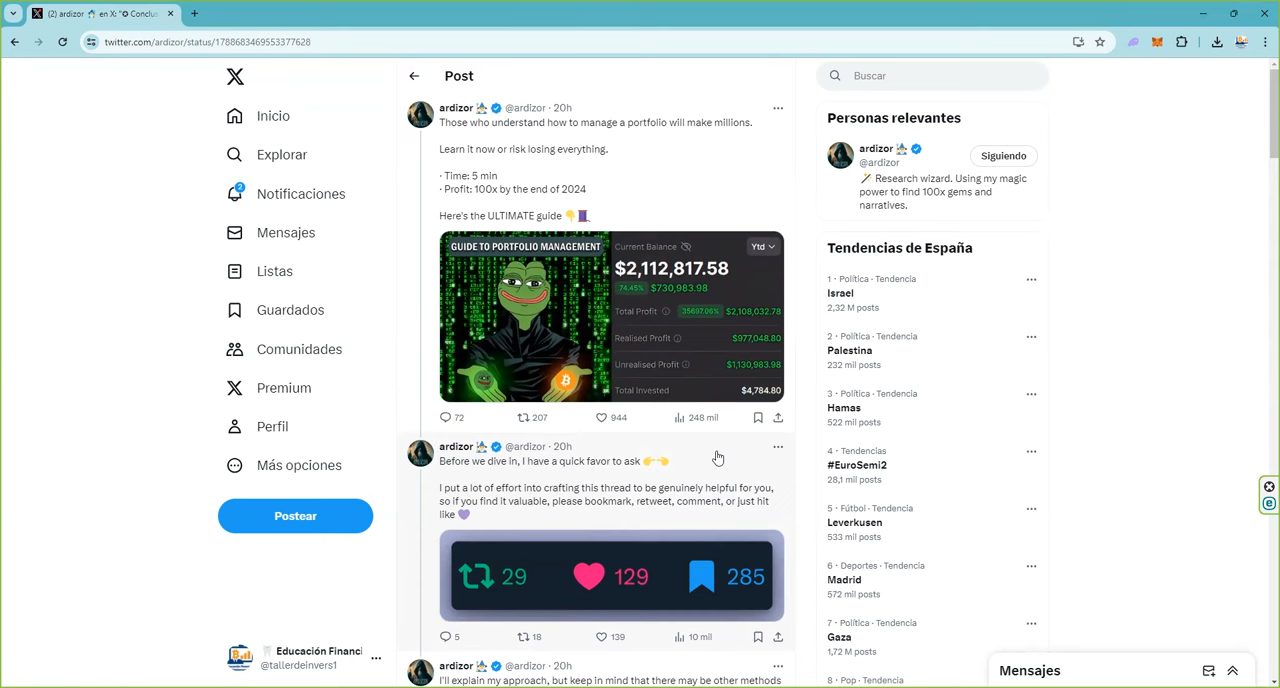 (2) ardizor en X: "✪ Conclus
twitter.com/ardizor/status/1788683469553377628
Inicio
Explorar
2
Notificaciones
Mensajes
Listas
Guardados
Comunidades
Premium
Perfil
Más opciones
Postear
Educación Financi
@tallerdeinvers1
Post
ardizor @ardizor · 20h
Those who understand how to manage a portfolio will make millions.
Learn it now or risk losing everything.
· Time: 5 min
· Profit: 100x by the end of 2024
Here's the ULTIMATE guide 👇🧵
GUIDE TO PORTFOLIO MANAGEMENT
Current Balance
Ytd
$2,112,817.58
74.45% $730,983.98
Total Profit 35697.06% $2,108,032.78
Realised Profit $977,048.80
Unrealised Profit $1,130,983.98
Total Invested $4,784.80
72 207 944 248 mil
ardizor @ardizor · 20h
Before we dive in, I have a quick favor to ask 👉👈
I put a lot of effort into crafting this thread to be genuinely helpful for you,
so if you find it valuable, please bookmark, retweet, comment, or just hit
like 💜
29 129 285
5 18 139 10 mil
ardizor @ardizor · 20h
I'll explain my approach, but keep in mind that there may be other methods
Buscar
Personas relevantes
ardizor
@ardizor
Siguiendo
🪄 Research wizard. Using my magic
power to find 100x gems and
narratives.
Tendencias de España
1 · Política · Tendencia
Israel
2,32 M posts
2 · Política · Tendencia
Palestina
232 mil posts
3 · Política · Tendencia
Hamas
522 mil posts
4 · Tendencias
#EuroSemi2
28,1 mil posts
5 · Fútbol · Tendencia
Leverkusen
533 mil posts
6 · Deportes · Tendencia
Madrid
572 mil posts
7 · Política · Tendencia
Gaza
1,72 M posts
8 · Pop · Tendencia
Mensajes